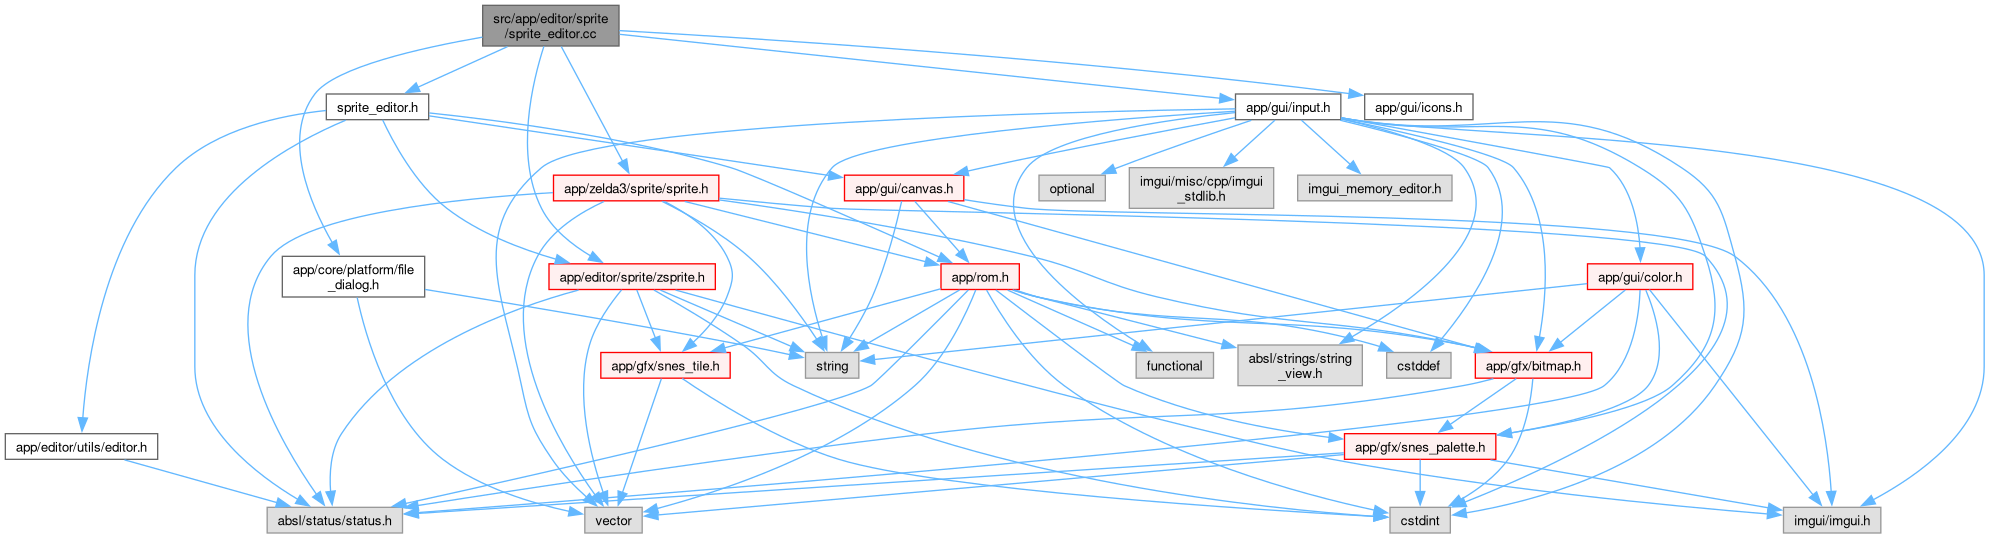 src/app/editor/sprite
/sprite_editor.cc
sprite_editor.h
app/gui/input.h
app/gui/icons.h
app/zelda3/sprite/sprite.h
app/gui/canvas.h
optional
imgui/misc/cpp/imgui
_stdlib.h
imgui_memory_editor.h
app/core/platform/file
_dialog.h
app/editor/sprite/zsprite.h
app/rom.h
app/gui/color.h
app/gfx/snes_tile.h
string
functional
absl/strings/string
_view.h
cstddef
app/gfx/bitmap.h
app/editor/utils/editor.h
app/gfx/snes_palette.h
absl/status/status.h
vector
cstdint
imgui/imgui.h